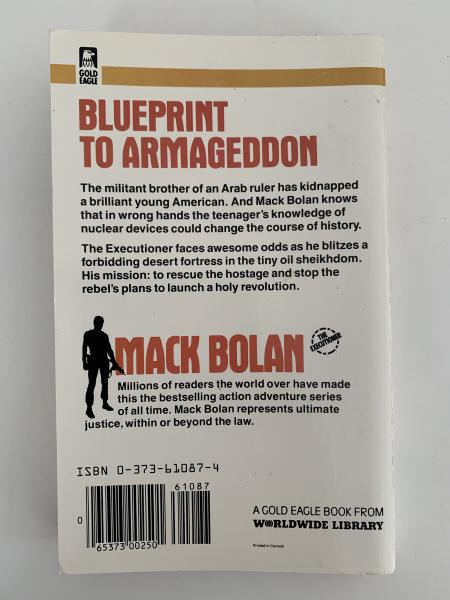 GOLD
EAGLE
BLUEPRINT
TO ARMAGEDDON
The militant brother of an Arab ruler has kidnapped
a brilliant young American. And Mack Bolan knows
that in wrong hands the teenager's knowledge of
nuclear devices could change the course of history.
The Executioner faces awesome odds as he blitzes a
forbidding desert fortress in the tiny oil sheikhdom.
His mission: to rescue the hostage and stop the
rebel's plans to launch a holy revolution.
MACK BOLAN
THE
EXECUTIONER
Millions of readers the world over have made
this the bestselling action adventure series
of all time. Mack Bolan represents ultimate
justice, within or beyond the law.
ISBN 0-373-61087-4
61087
0
65373 00250
A GOLD EAGLE BOOK FROM
WORLDWIDE LIBRARY
Printed in Canada